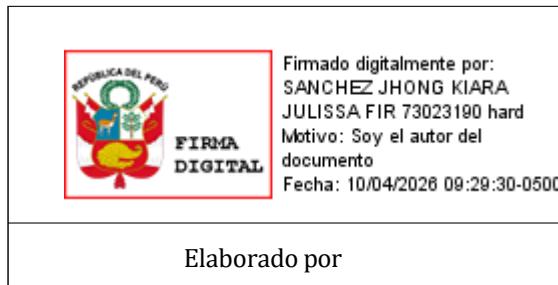 REPÚBLICA DEL PERÚ
FIRMA
DIGITAL
Firmado digitalmente por:
SANCHEZ JHONG KIARA
JULISSA FIR 73023190 hard
Motivo: Soy el autor del
documento
Fecha: 10/04/2026 09:29:30-0500
Elaborado por